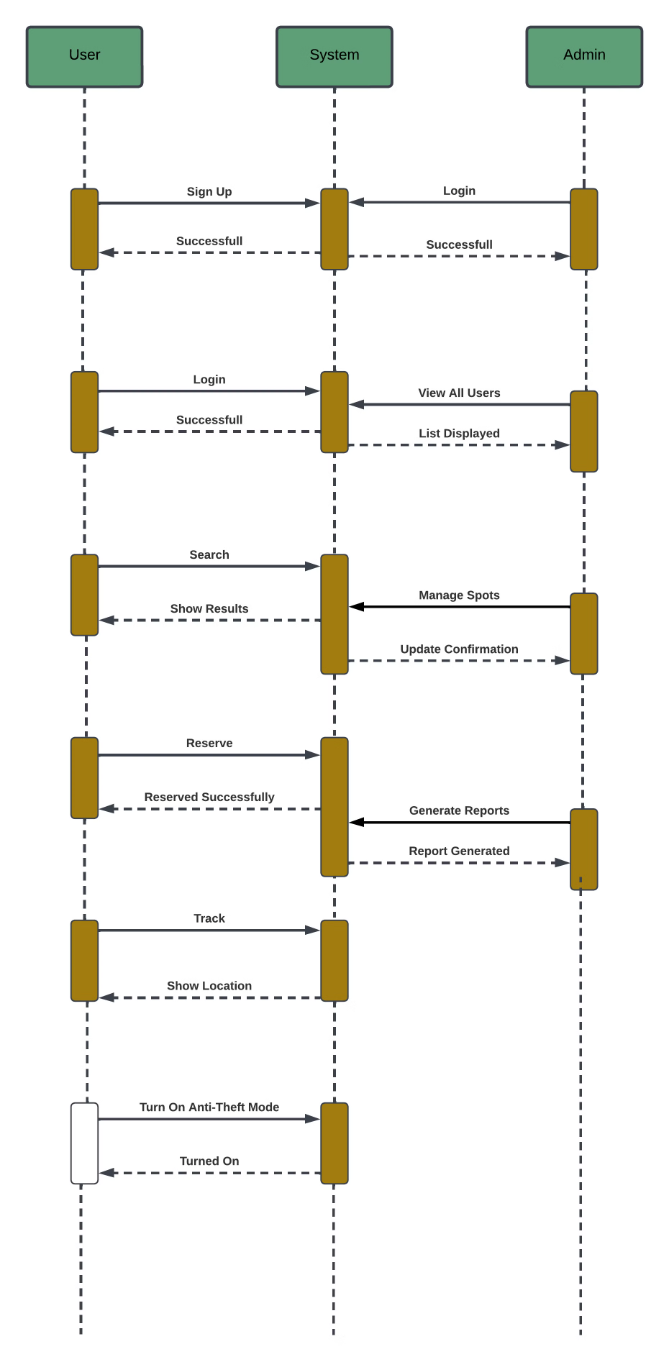 User
System
Admin
Sign Up
Login
Successfull
Successfull
Login
View All Users
Successfull
List Displayed
Search
Manage Spots
Show Results
Update Confirmation
Reserve
Reserved Successfully
Generate Reports
Report Generated
Track
Show Location
Turn On Anti-Theft Mode
Turned On